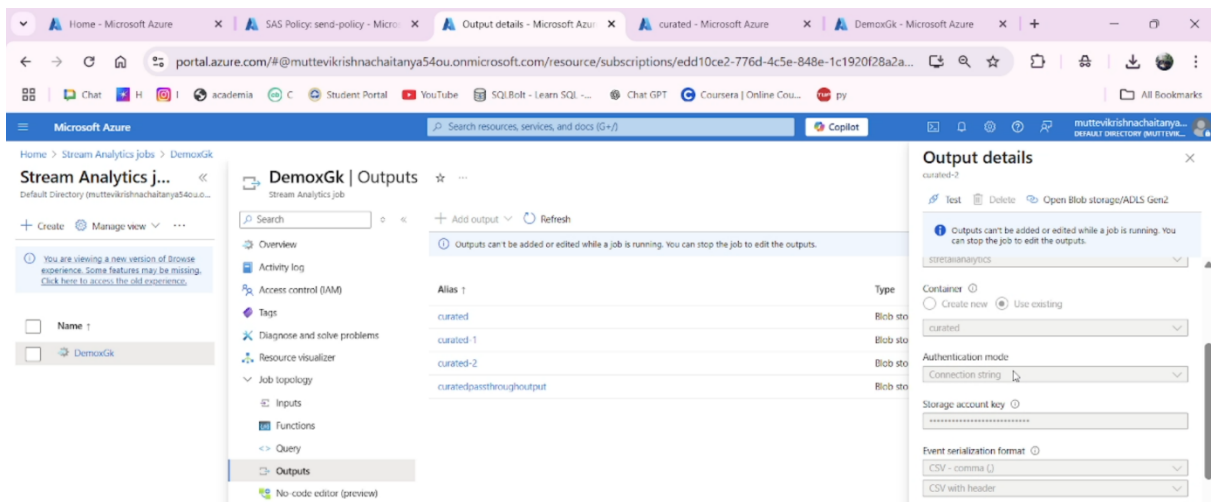 Home - Microsoft Azure
SAS Policy: send-policy - Micro
Output details - Microsoft Azur
curated - Microsoft Azure
DemoxGk - Microsoft Azure
portal.azure.com/#@muttevikrishnachaitanya54ou.onmicrosoft.com/resource/subscriptions/edd10ce2-776d-4c5e-848e-1c1920f28a2a...
Chat
H
1
academia
C
Student Portal
YouTube
SQLBolt - Learn SQL -...
Chat GPT
Coursera | Online Cou...
py
All Bookmarks
Microsoft Azure
Search resources, services, and docs (G+/)
Copilot
muttevikrishnachaitanya...
DEFAULT DIRECTORY (MUTTEVIK...
Home > Stream Analytics jobs > DemoxGk
Stream Analytics j...
Default Directory (muttevikrishnachaitanya54ou.o...
+ Create
Manage view
You are viewing a new version of Browse
experience. Some features may be missing.
Click here to access the old experience.
Name ↑
DemoxGk
DemoxGk | Outputs
Stream Analytics job
Search
Overview
Activity log
Access control (IAM)
Tags
Diagnose and solve problems
Resource visualizer
Job topology
Inputs
Functions
Query
Outputs
No-code editor (preview)
+ Add output
Refresh
Outputs can't be added or edited while a job is running. You can stop the job to edit the outputs.
Alias ↑
Type
curated
Blob sto
curated-1
Blob sto
curated-2
Blob sto
curatedpassthroughoutput
Blob sto
Output details
curated-2
Test
Delete
Open Blob storage/ADLS Gen2
Outputs can't be added or edited while a job is running. You
can stop the job to edit the outputs.
stretailanalytics
Container
Create new
Use existing
curated
Authentication mode
Connection string
Storage account key
Event serialization format
CSV - comma (,)
CSV with header